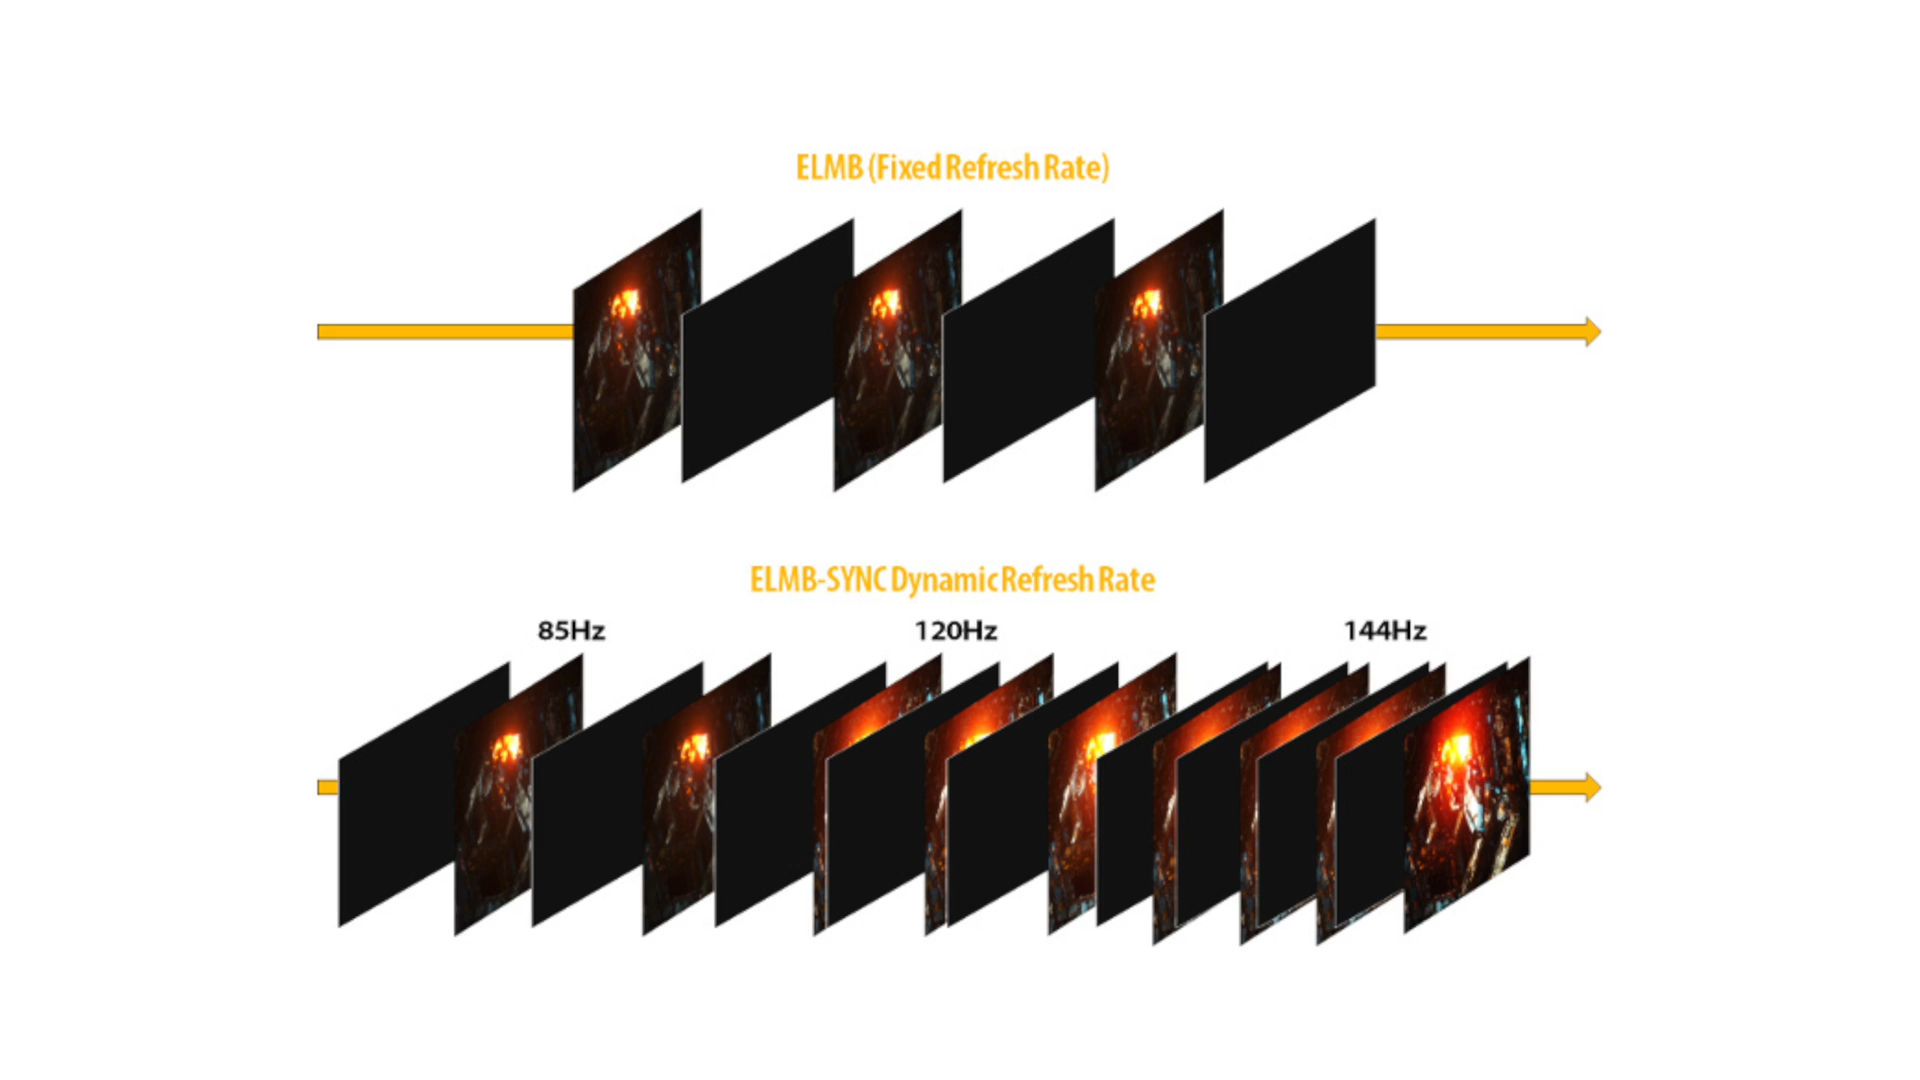 ELMB (Fixed Refresh Rate)
ELMB-SYNC Dynamic Refresh Rate
85Hz 120Hz 144Hz